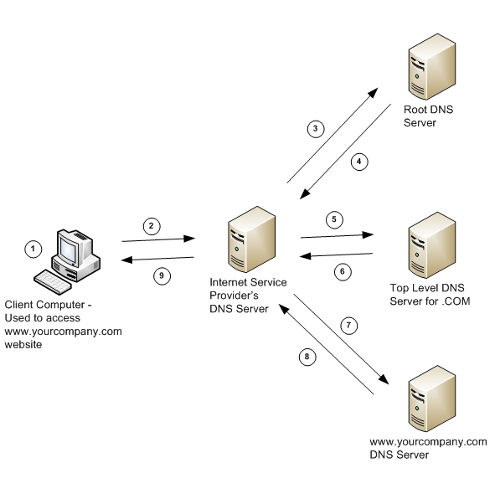 Root DNS
Server
3
4
1
2
9
5
6
Client Computer -
Used to access
www.yourcompany.com
website
Internet Service
Provider's
DNS Server
Top Level DNS
Server for .COM
7
8
www.yourcompany.com
DNS Server